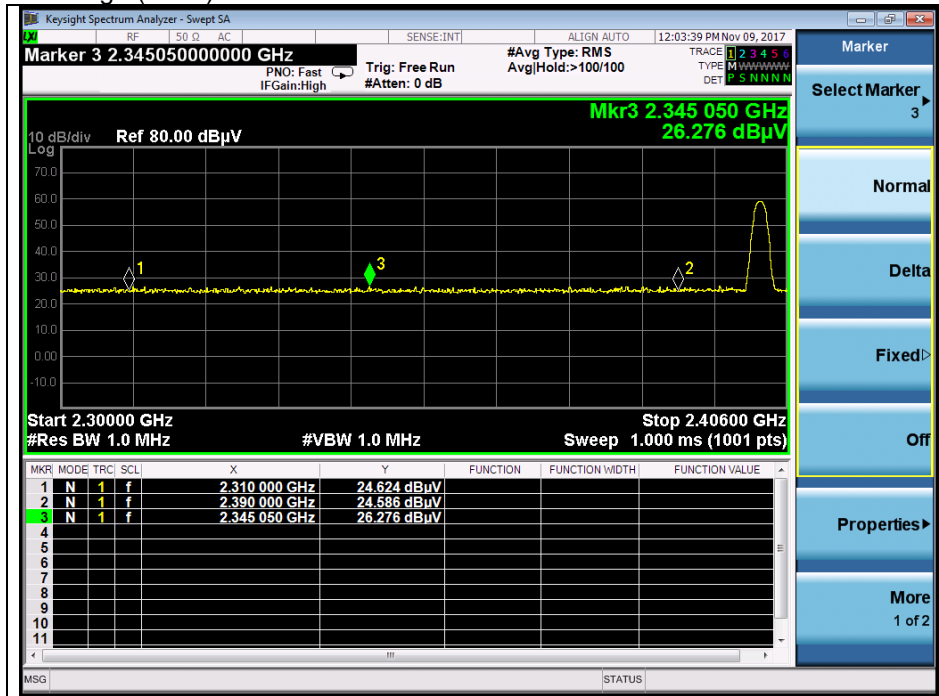 Keysight Spectrum Analyzer - Swept SA
LXI RF 50 Ω AC SENSE:INT ALIGN AUTO 12:03:39 PM Nov 09, 2017
Marker 3 2.345050000000 GHz
PNO: Fast
IFGain:High
Trig: Free Run
#Atten: 0 dB
#Avg Type: RMS
Avg|Hold:>100/100
TRACE 1 2 3 4 5 6
TYPE M W W W W W
DET P S N N N N
Mkr3 2.345 050 GHz
26.276 dBµV
10 dB/div Ref 80.00 dBµV
Log
70.0
60.0
50.0
40.0
30.0
20.0
10.0
0.00
-10.0
1
3
2
Start 2.30000 GHz Stop 2.40600 GHz
#Res BW 1.0 MHz #VBW 1.0 MHz Sweep 1.000 ms (1001 pts)
MKR MODE TRC SCL X Y FUNCTION FUNCTION WIDTH FUNCTION VALUE
1 N 1 f 2.310 000 GHz 24.624 dBµV
2 N 1 f 2.390 000 GHz 24.586 dBµV
3 N 1 f 2.345 050 GHz 26.276 dBµV
4
5
6
7
8
9
10
11
MSG STATUS
Marker
Select Marker
3
Normal
Delta
Fixed
Off
Properties
More
1 of 2